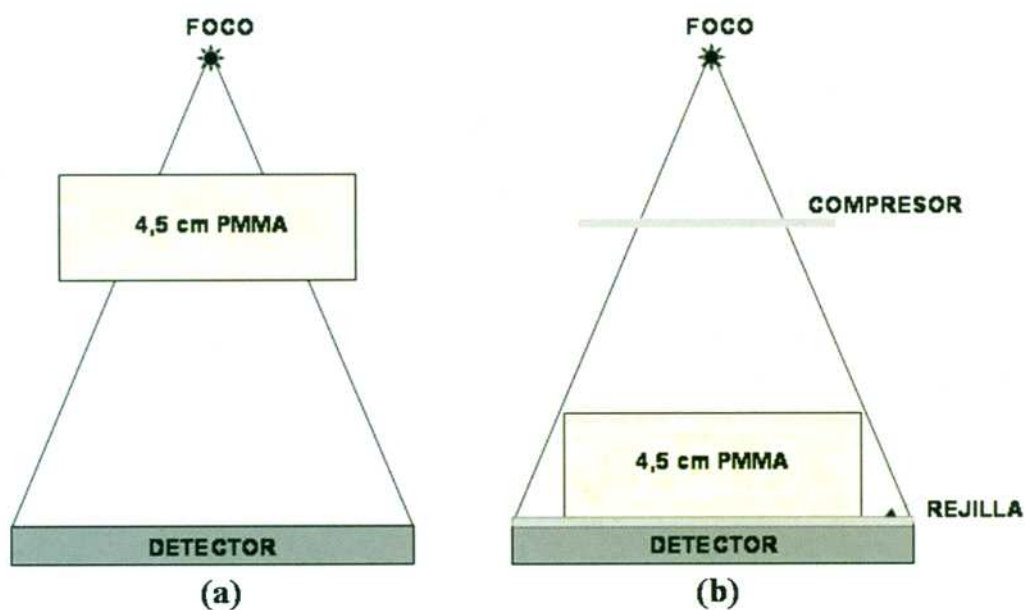 FOCO
4,5 cm PMMA
DETECTOR
(a)
FOCO
COMPRESOR
4,5 cm PMMA
REJILLA
DETECTOR
(b)